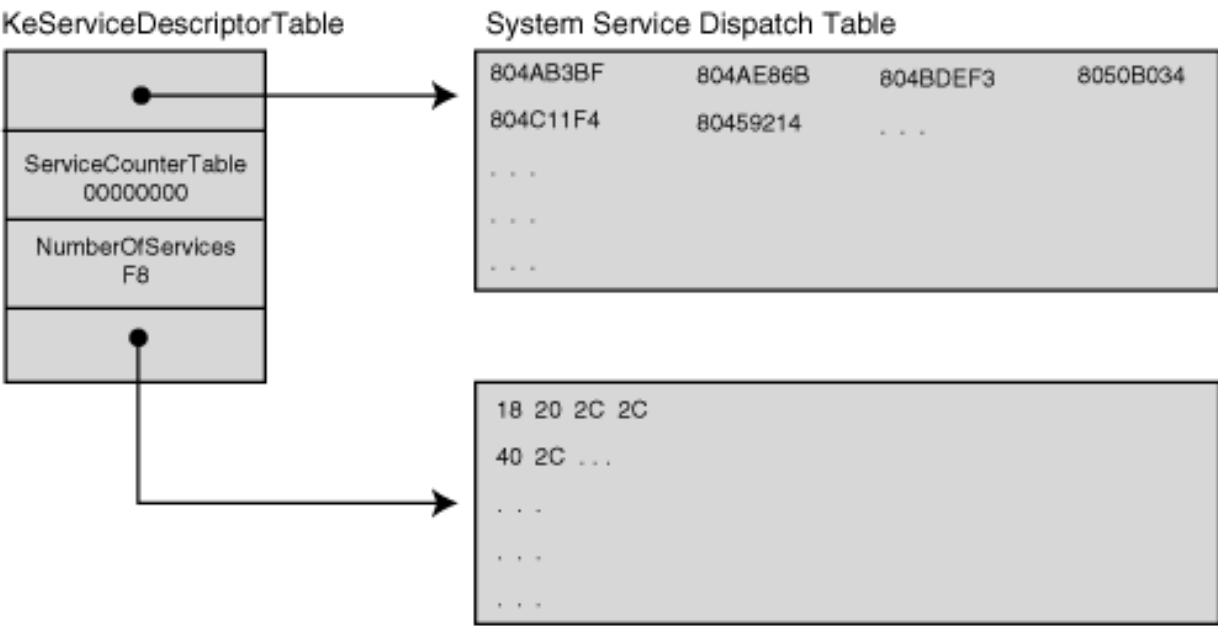 KeServiceDescriptorTable
System Service Dispatch Table
804AB3BF 804AE86B 804BDEF3 8050B034
804C11F4 80459214 . . .
. . .
. . .
. . .
ServiceCounterTable
00000000
NumberOfServices
F8
18 20 2C 2C
40 2C . . .
. . .
. . .
. . .